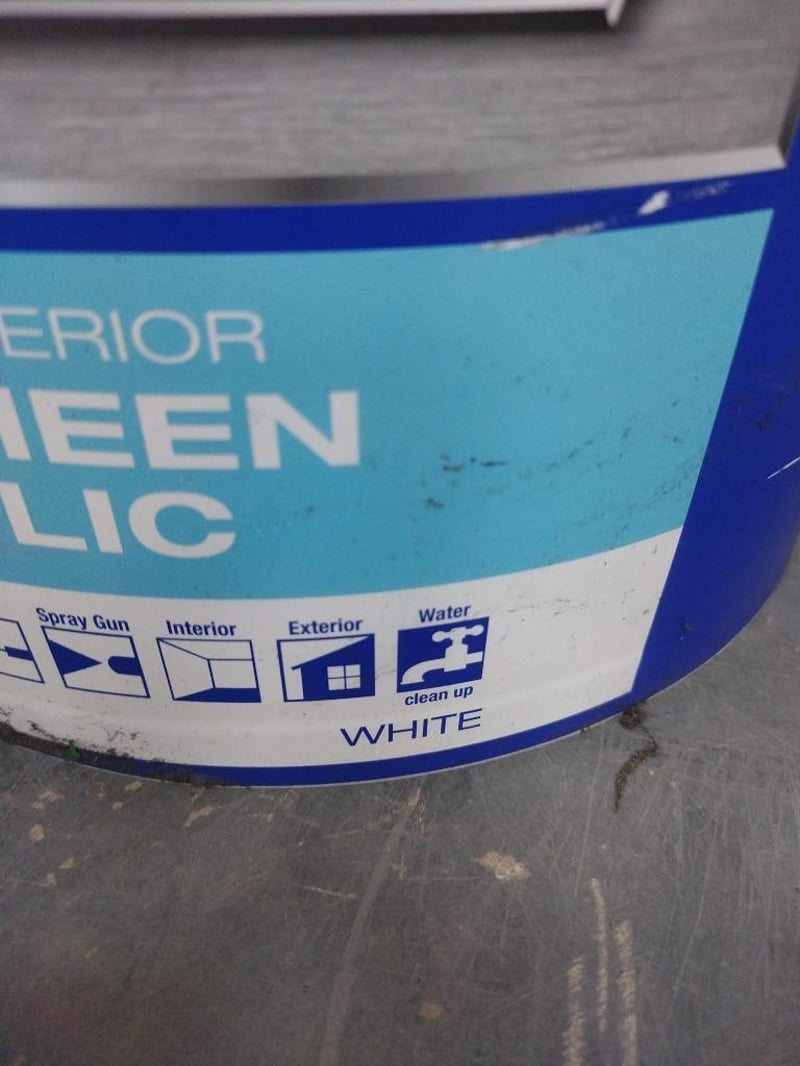 ERIOR
HEEN
LIC
Spray Gun Interior Exterior Water
clean up
WHITE